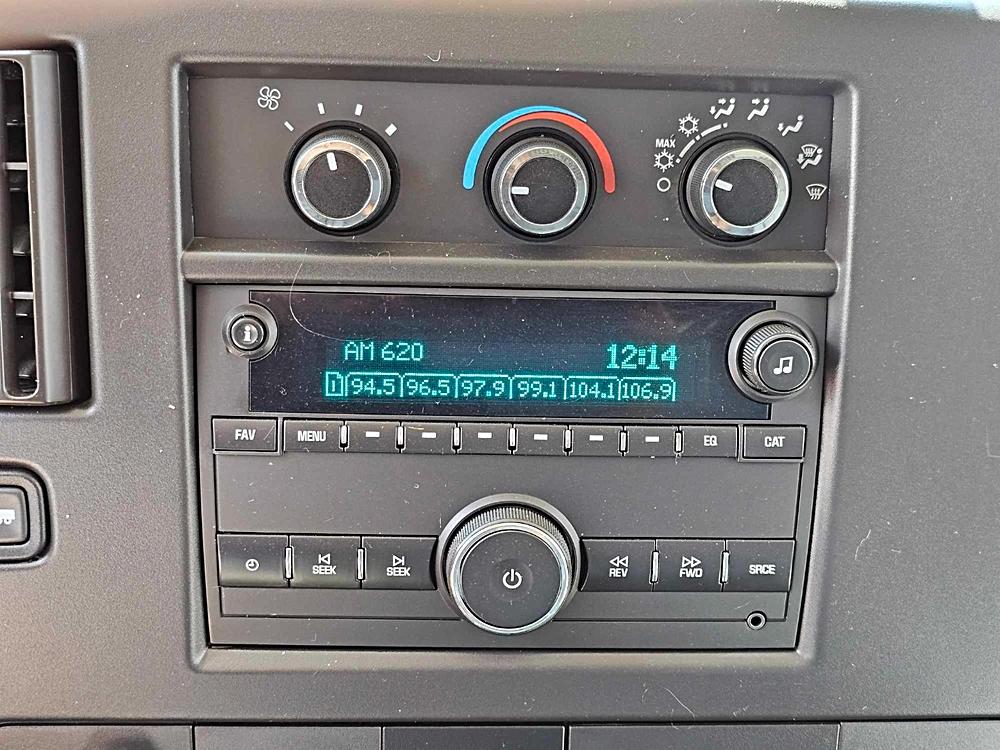 MAX
AM 620 12:14
1 94.5 96.5 97.9 99.1 104.1 106.9
FAV MENU EQ CAT
SEEK SEEK REV FWD SRCE